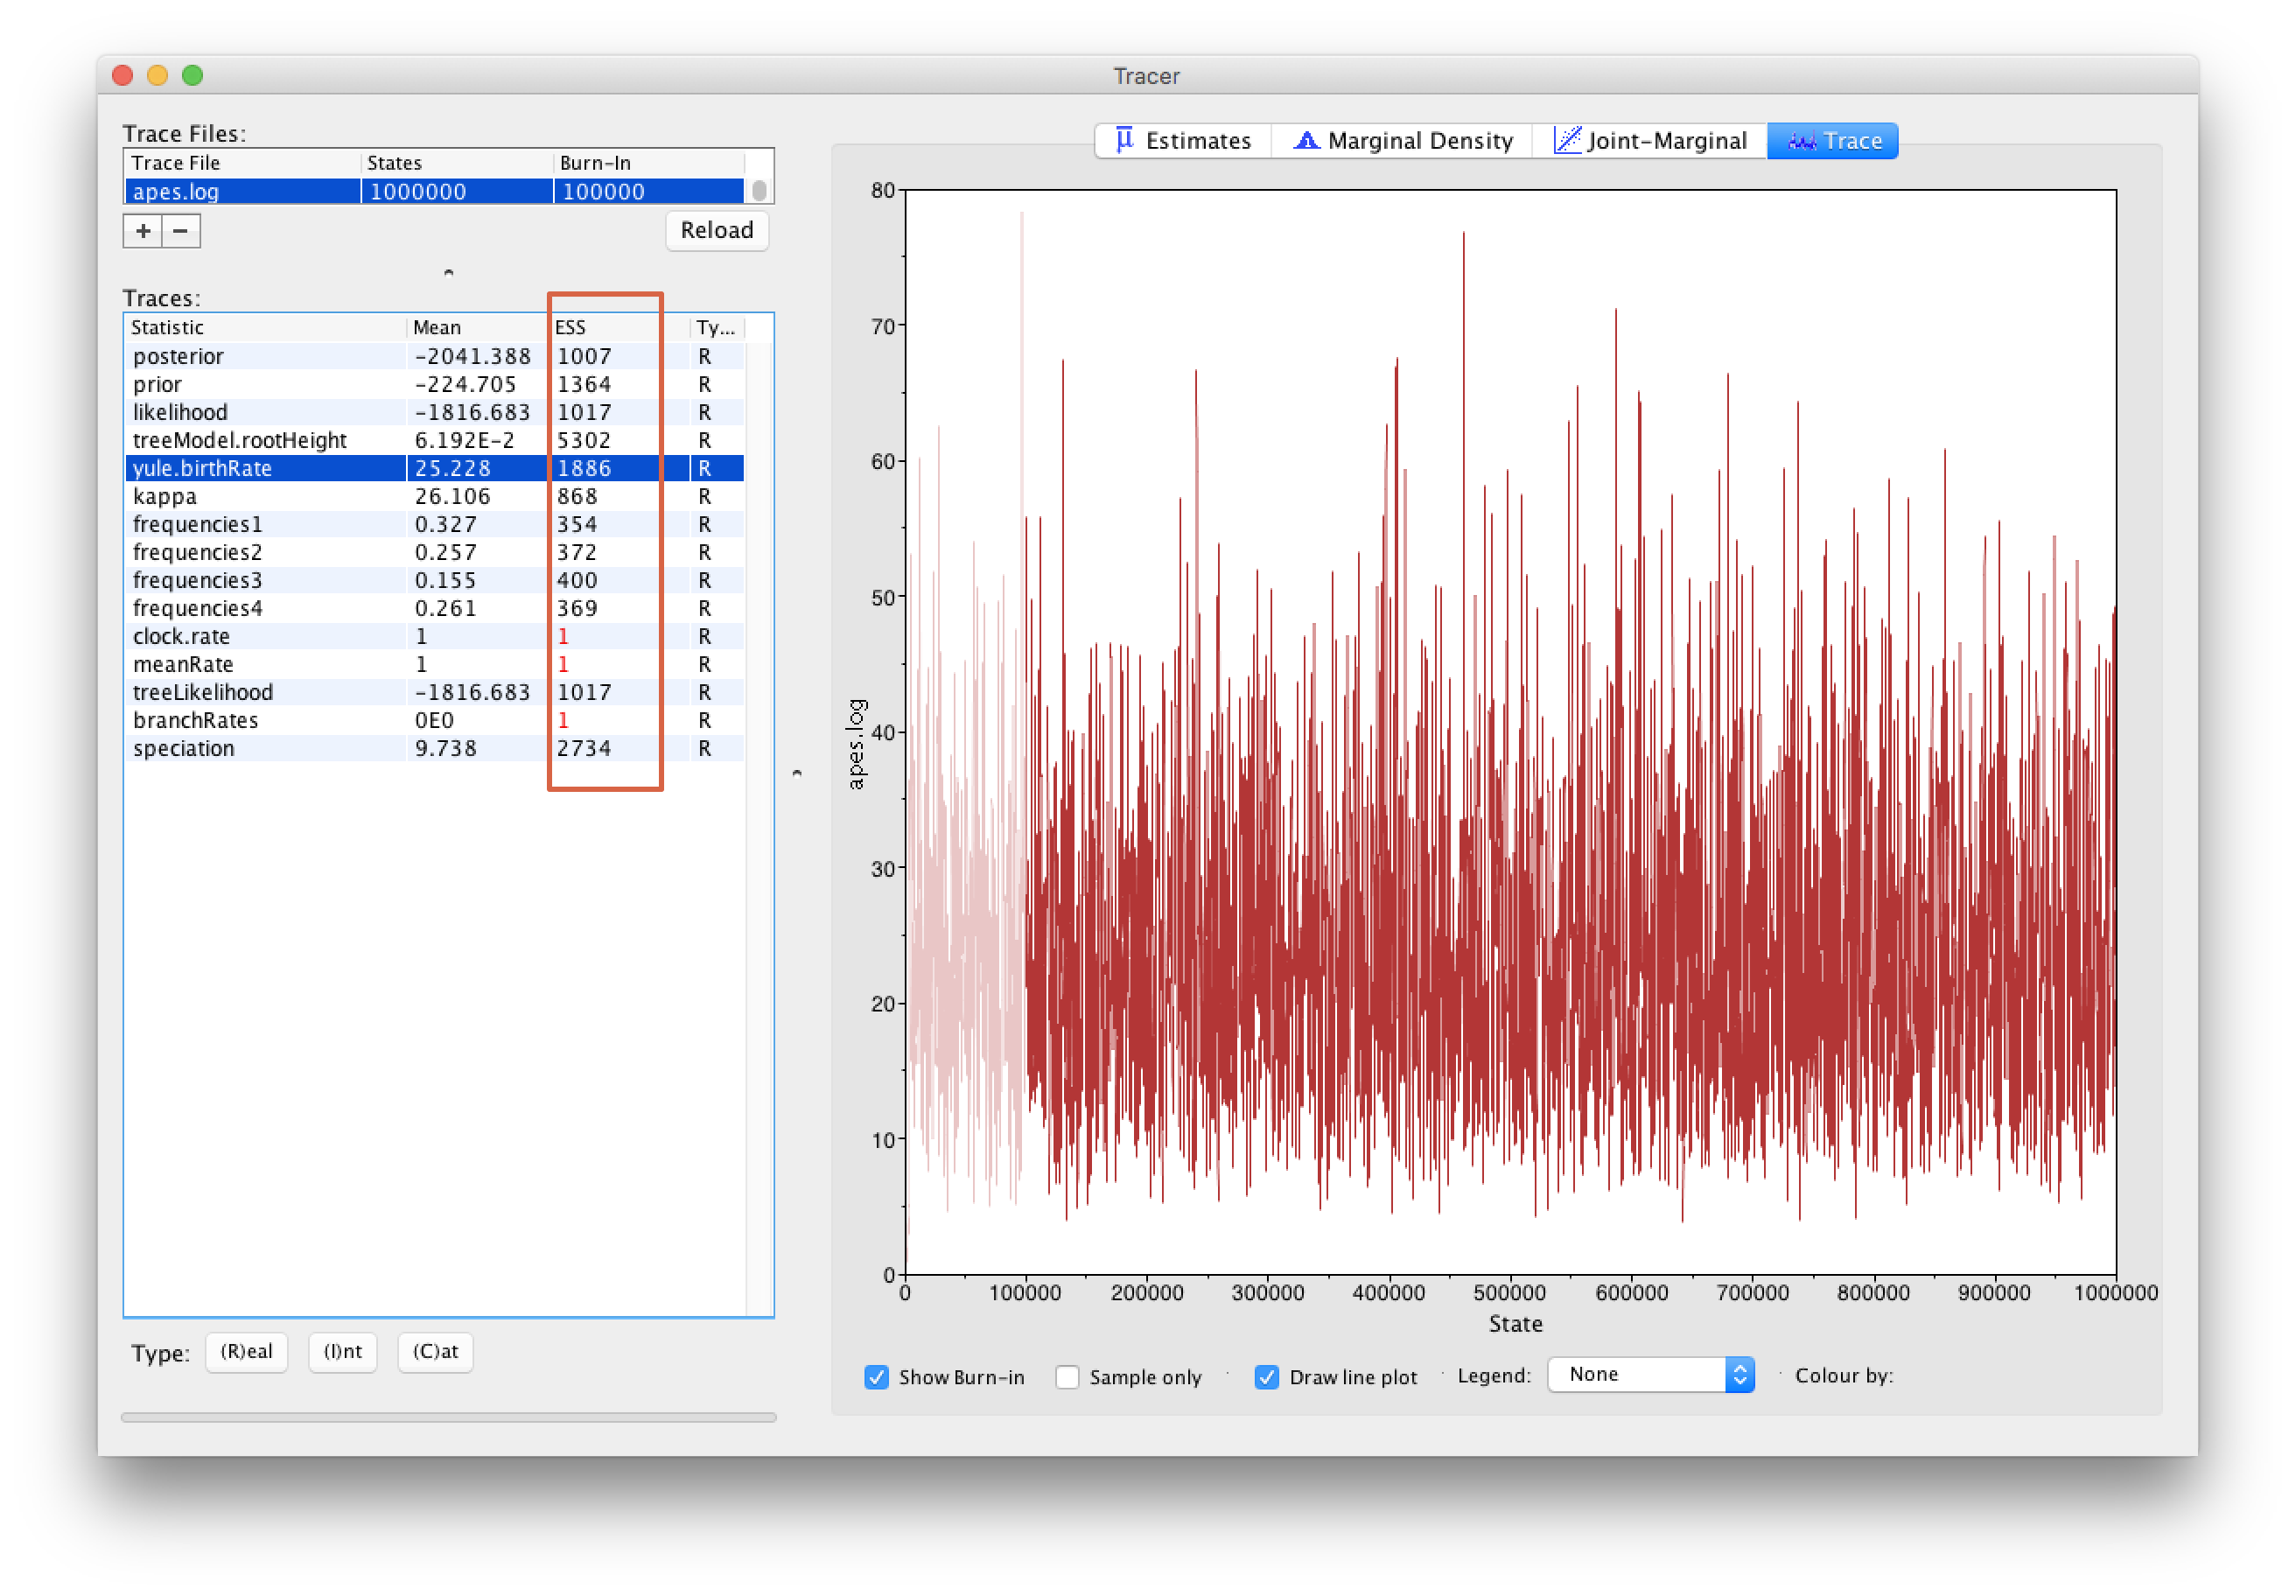 Tracer
Trace Files:
Trace File States Burn-In
apes.log 1000000 100000
+ − Reload
Traces:
Statistic Mean ESS Ty...
posterior -2041.388 1007 R
prior -224.705 1364 R
likelihood -1816.683 1017 R
treeModel.rootHeight 6.192E-2 5302 R
yule.birthRate 25.228 1886 R
kappa 26.106 868 R
frequencies1 0.327 354 R
frequencies2 0.257 372 R
frequencies3 0.155 400 R
frequencies4 0.261 369 R
clock.rate 1 1 R
meanRate 1 1 R
treeLikelihood -1816.683 1017 R
branchRates 0E0 1 R
speciation 9.738 2734 R
Type: (R)eal (I)nt (C)at
μ Estimates Marginal Density Joint-Marginal Trace
80
70
60
50
40
30
20
10
0
apes.log
0 100000 200000 300000 400000 500000 600000 700000 800000 900000 1000000
State
Show Burn-in Sample only Draw line plot Legend: None Colour by: